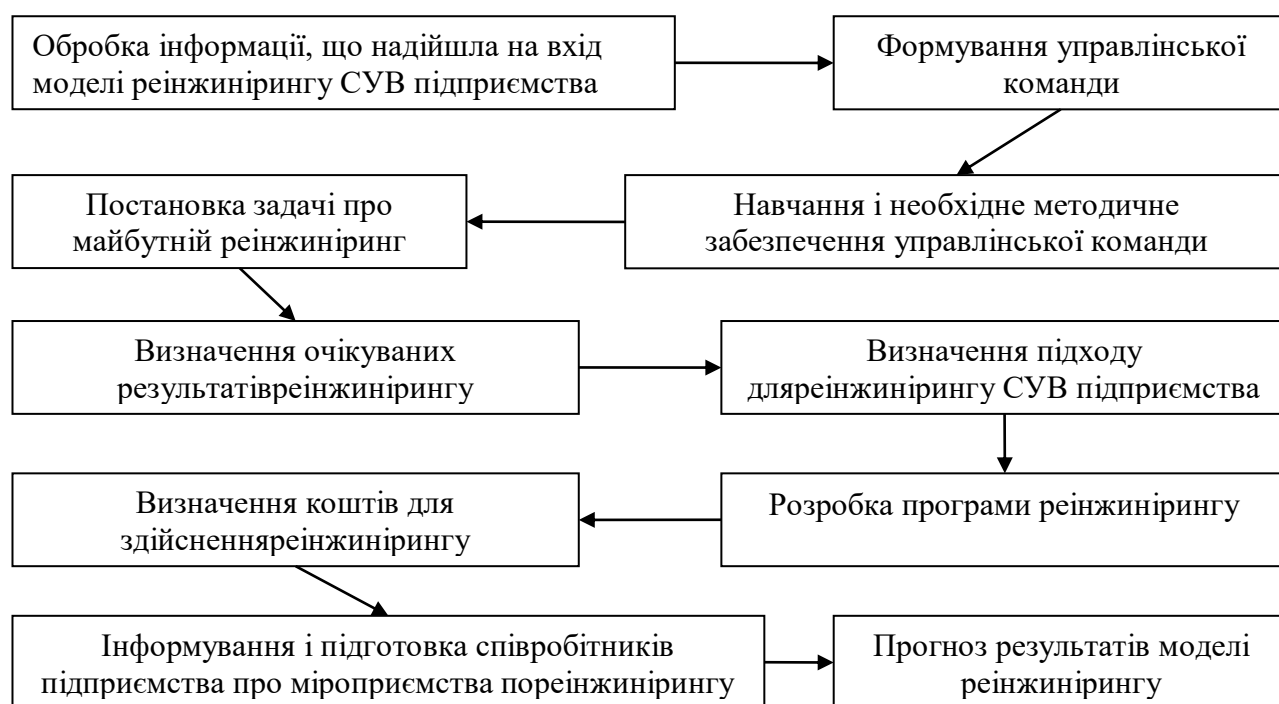 Обробка інформації, що надійшла на вхід
моделі реінжинірингу СУВ підприємства
Формування управлінської
команди
Навчання і необхідне методичне
забезпечення управлінської команди
Постановка задачі про
майбутній реінжиніринг
Визначення очікуваних
результатівреінжинірингу
Визначення підходу
дляреінжинірингу СУВ підприємства
Розробка програми реінжинірингу
Визначення коштів для
здійсненняреінжинірингу
Інформування і підготовка співробітників
підприємства про міроприємства пореінжинірингу
Прогноз результатів моделі
реінжинірингу